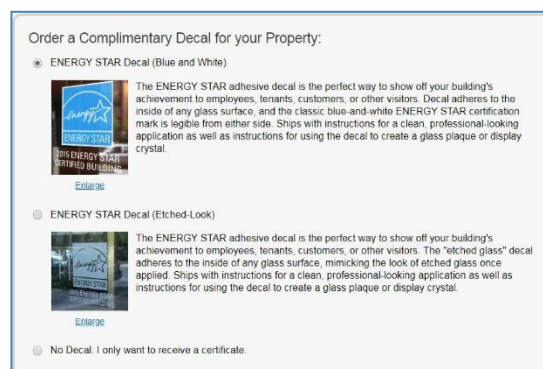 Order a Complimentary Decal for your Property:
ENERGY STAR Decal (Blue and White)
The ENERGY STAR adhesive decal is the perfect way to show off your building's
achievement to employees, tenants, customers, or other visitors. Decal adheres to the
inside of any glass surface, and the classic blue-and-white ENERGY STAR certification
mark is legible from either side. Ships with instructions for a clean, professional-looking
application as well as instructions for using the decal to create a glass plaque or display
crystal.
energy
ENERGY STAR
2015 ENERGY STAR
CERTIFIED BUILDING
Enlarge
ENERGY STAR Decal (Etched-Look)
The ENERGY STAR adhesive decal is the perfect way to show off your building's
achievement to employees, tenants, customers, or other visitors. The "etched glass" decal
adheres to the inside of any glass surface, mimicking the look of etched glass once
applied. Ships with instructions for a clean, professional-looking application as well as
instructions for using the decal to create a glass plaque or display crystal.
energy
ENERGY STAR
2015 ENERGY STAR
CERTIFIED BUILDING
Enlarge
No Decal. I only want to receive a certificate.